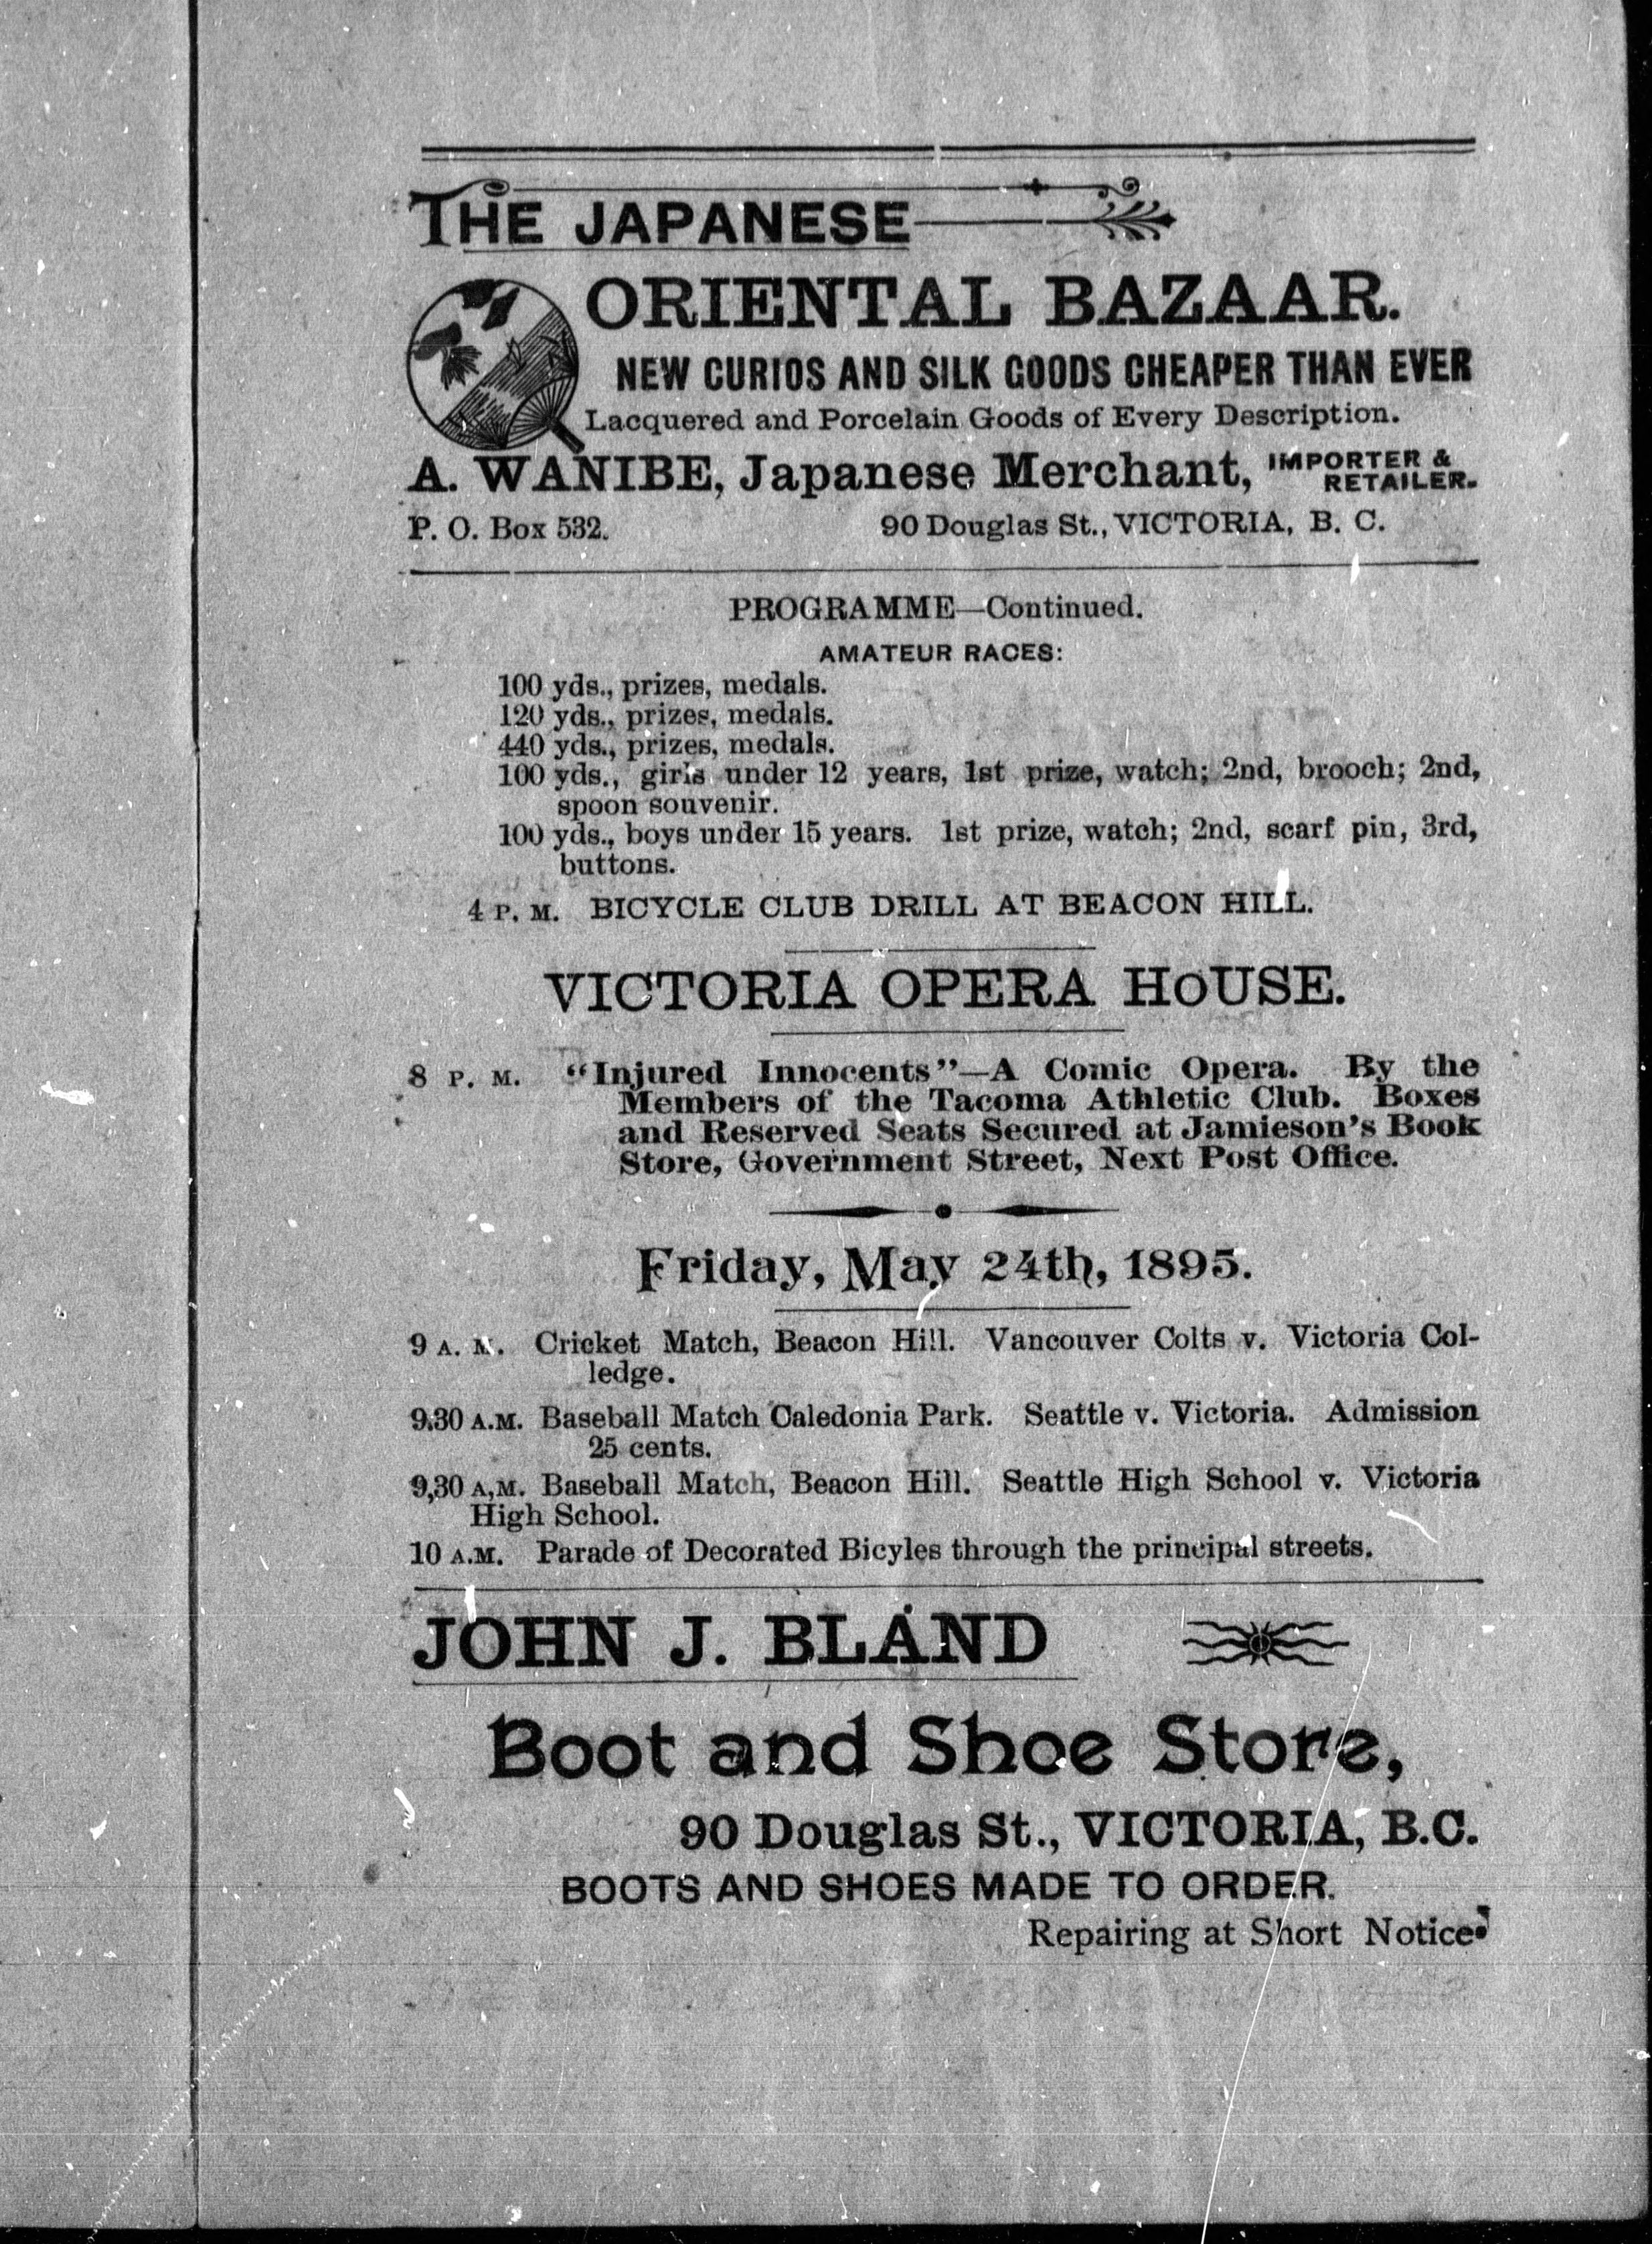 THE JAPANESE
ORIENTAL BAZAAR.
NEW CURIOS AND SILK GOODS CHEAPER THAN EVER
Lacquered and Porcelain Goods of Every Description.
A. WANIBE, Japanese Merchant, IMPORTER & RETAILER.
P. O. Box 532. 90 Douglas St., VICTORIA, B. C.
PROGRAMME—Continued.
AMATEUR RACES:
100 yds., prizes, medals.
120 yds., prizes, medals.
440 yds., prizes, medals.
100 yds., girls under 12 years, 1st prize, watch; 2nd, brooch; 2nd,
spoon souvenir.
100 yds., boys under 15 years. 1st prize, watch; 2nd, scarf pin, 3rd,
buttons.
4 P. M. BICYCLE CLUB DRILL AT BEACON HILL.
VICTORIA OPERA HOUSE.
8 P. M. “Injured Innocents”—A Comic Opera. By the
Members of the Tacoma Athletic Club. Boxes
and Reserved Seats Secured at Jamieson’s Book
Store, Government Street, Next Post Office.
Friday, May 24th, 1895.
9 A. M. Cricket Match, Beacon Hill. Vancouver Colts v. Victoria Col-
ledge.
9.30 A.M. Baseball Match Caledonia Park. Seattle v. Victoria. Admission
25 cents.
9,30 A,M. Baseball Match, Beacon Hill. Seattle High School v. Victoria
High School.
10 A.M. Parade of Decorated Bicyles through the principal streets.
JOHN J. BLAND
Boot and Shoe Store,
90 Douglas St., VICTORIA, B.C.
BOOTS AND SHOES MADE TO ORDER.
Repairing at Short Notice.